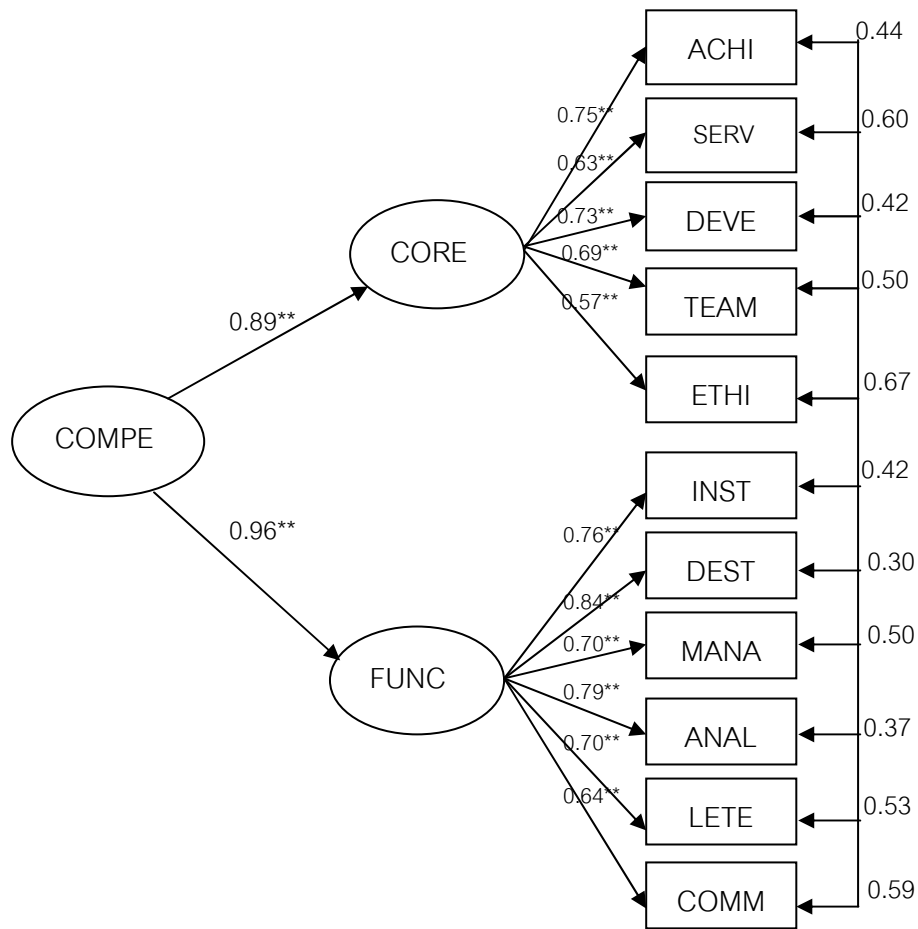 ACHI
0.44
0.75**
SERV
0.60
0.63**
DEVE
0.42
0.73**
CORE
TEAM
0.50
0.69**
0.57**
ETHI
0.67
0.89**
COMPE
INST
0.42
0.96**
0.76**
DEST
0.30
0.84**
MANA
0.50
0.70**
FUNC
0.79**
ANAL
0.37
0.70**
LETE
0.53
0.64**
COMM
0.59